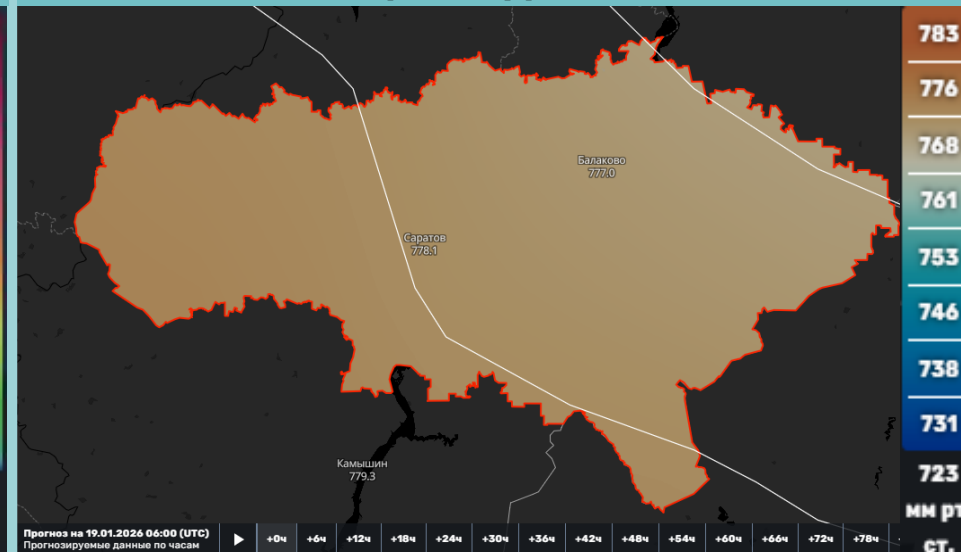 783
776
768
761
753
746
738
731
723
мм рт
ст.
Балаково
777.0
Саратов
778.1
Камышин
779.3
Прогноз на 19.01.2026 06:00 (UTC)
Прогнозируемые данные по часам
+0ч +6ч +12ч +18ч +24ч +30ч +36ч +42ч +48ч +54ч +60ч +66ч +72ч +78ч